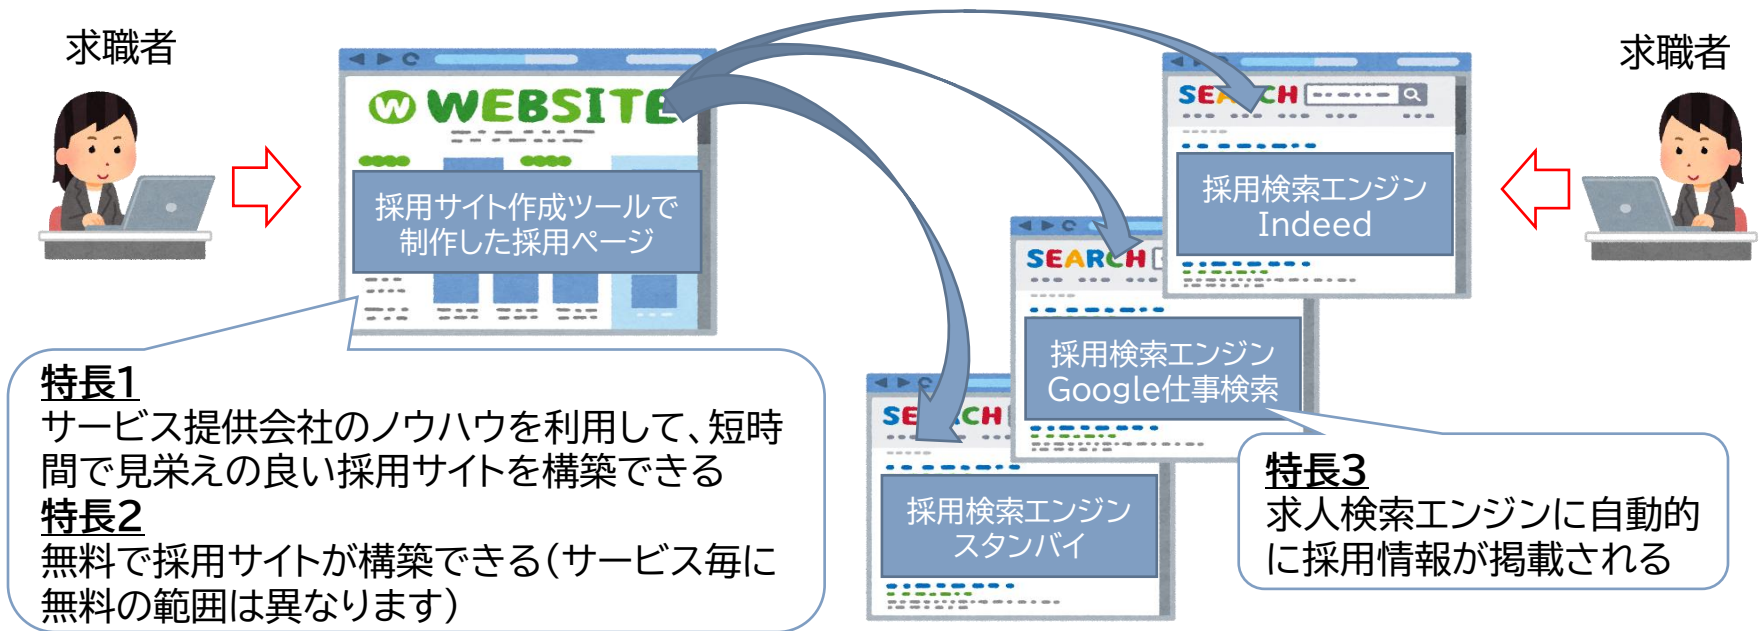 求職者
求職者
WEBSITE
W
採用サイト作成ツールで
制作した採用ページ
SEARCH
採用検索エンジン
Indeed
SEARCH
採用検索エンジン
Google仕事検索
SEARCH
採用検索エンジン
スタンバイ
特長1
サービス提供会社のノウハウを利用して、短時
間で見栄えの良い採用サイトを構築できる
特長2
無料で採用サイトが構築できる(サービス毎に
無料の範囲は異なります)
特長3
求人検索エンジンに自動的
に採用情報が掲載される